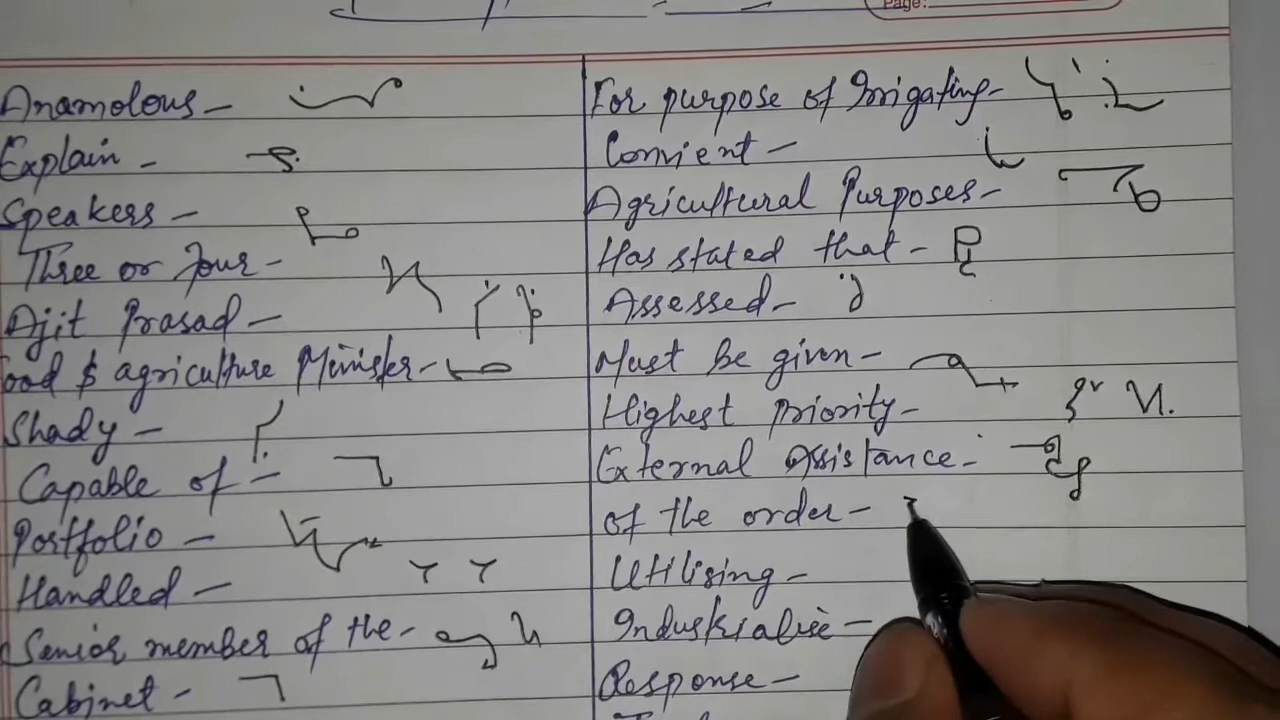 Page:
Anamolous -
Explain -
Speakers -
Three or four -
Ajit Prasad -
ood & agriculture Minister -
Shady -
Capable of -
Portfolio -
Handled -
Senior member of the -
Cabinet -
For purpose of Irrigating -
Convient -
Agricultural Purposes -
Has stated that -
Assessed -
Must be given -
Highest priority -
External assistance -
of the order -
Utilising -
Industrialise -
Response -